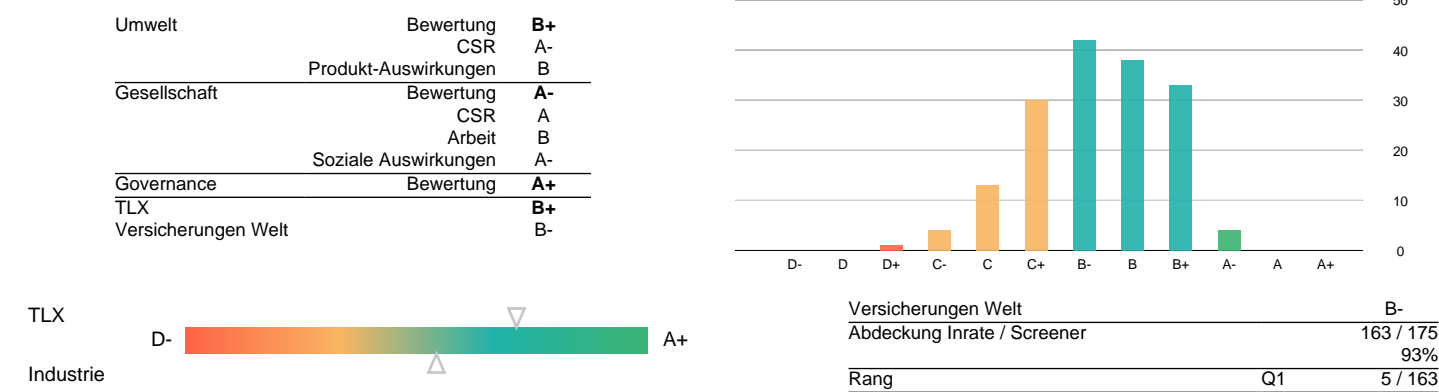 Umwelt Bewertung B+
CSR A-
Produkt-Auswirkungen B
Gesellschaft Bewertung A-
CSR A
Arbeit B
Soziale Auswirkungen A-
Governance Bewertung A+
TLX B+
Versicherungen Welt B-
50
40
30
20
10
0
D- D D+ C- C C+ B- B B+ A- A A+
TLX
D- A+
Industrie
Versicherungen Welt B-
Abdeckung Inrate / Screener 163 / 175
93%
Rang Q1 5 / 163